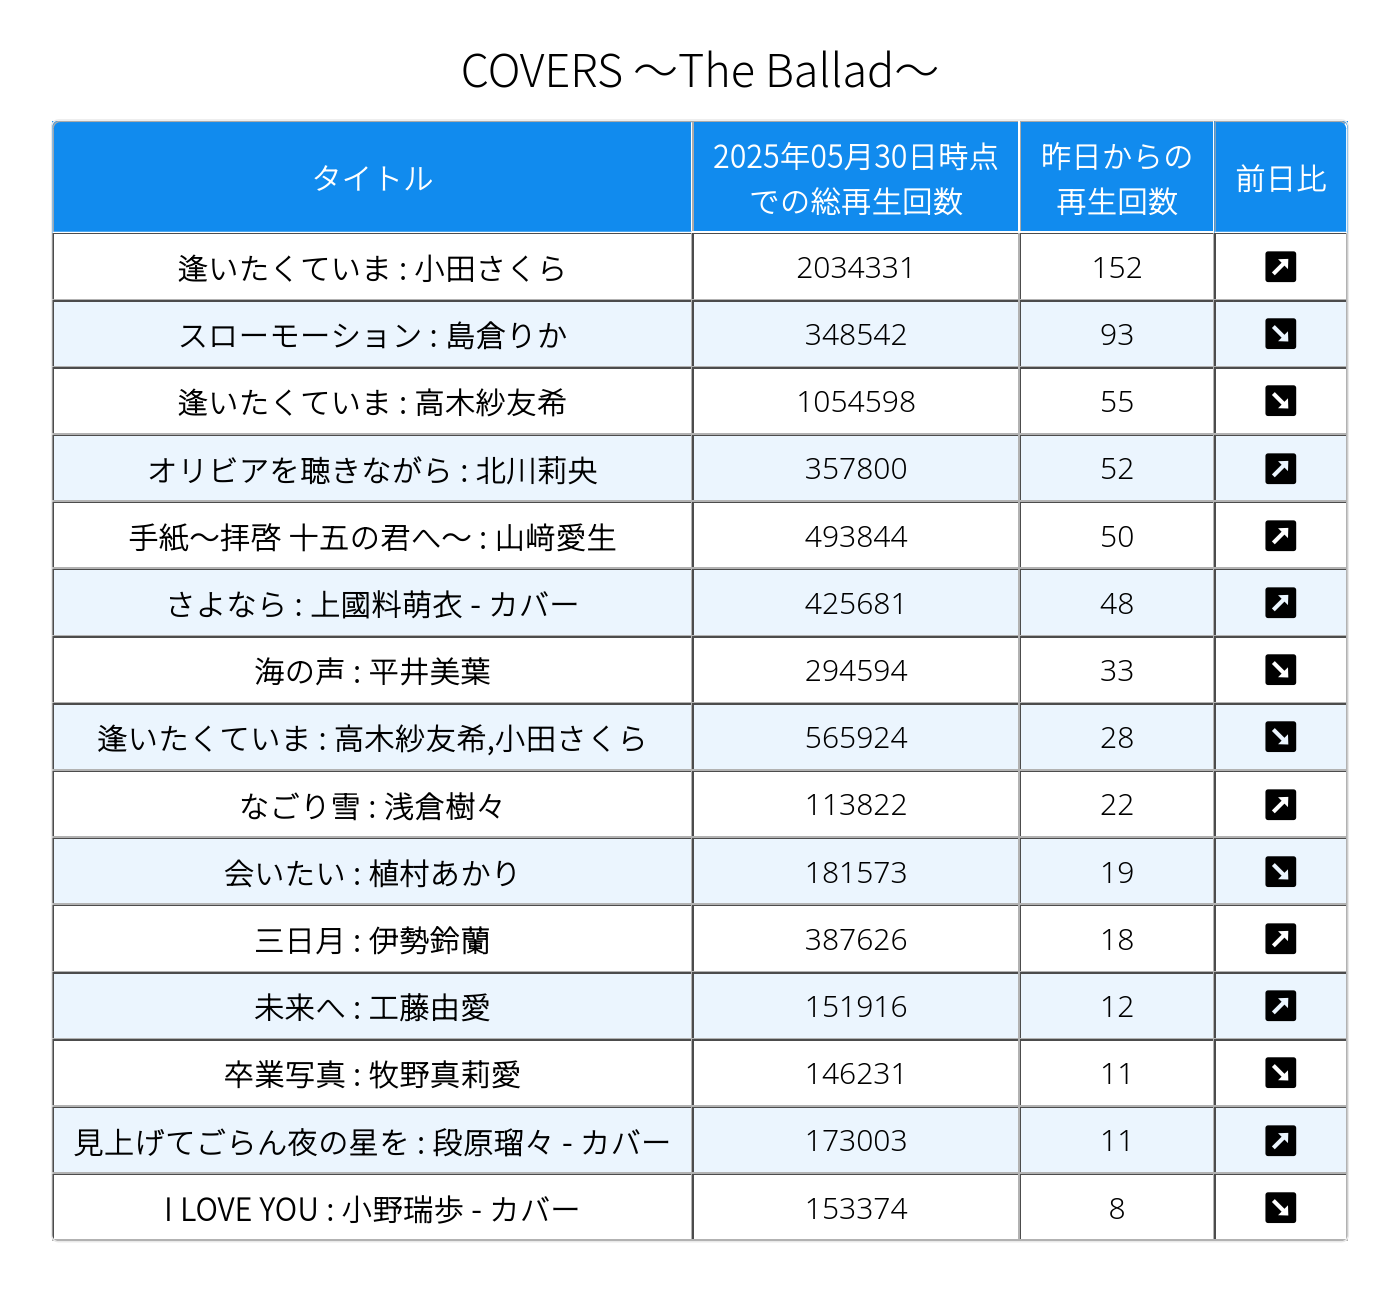 COVERS ～The Ballad～
タイトル 2025年05月30日時点での総再生回数 昨日からの再生回数 前日比
逢いたくていま : 小田さくら 2034331 152 ↗
スローモーション : 島倉りか 348542 93 ↘
逢いたくていま : 高木紗友希 1054598 55 ↘
オリビアを聴きながら : 北川莉央 357800 52 ↗
手紙～拝啓 十五の君へ～ : 山﨑愛生 493844 50 ↗
さよなら : 上國料萌衣 - カバー 425681 48 ↗
海の声 : 平井美葉 294594 33 ↘
逢いたくていま : 高木紗友希,小田さくら 565924 28 ↘
なごり雪 : 浅倉樹々 113822 22 ↗
会いたい : 植村あかり 181573 19 ↘
三日月 : 伊勢鈴蘭 387626 18 ↗
未来へ : 工藤由愛 151916 12 ↗
卒業写真 : 牧野真莉愛 146231 11 ↘
見上げてごらん夜の星を : 段原瑠々 - カバー 173003 11 ↗
I LOVE YOU : 小野瑞歩 - カバー 153374 8 ↘